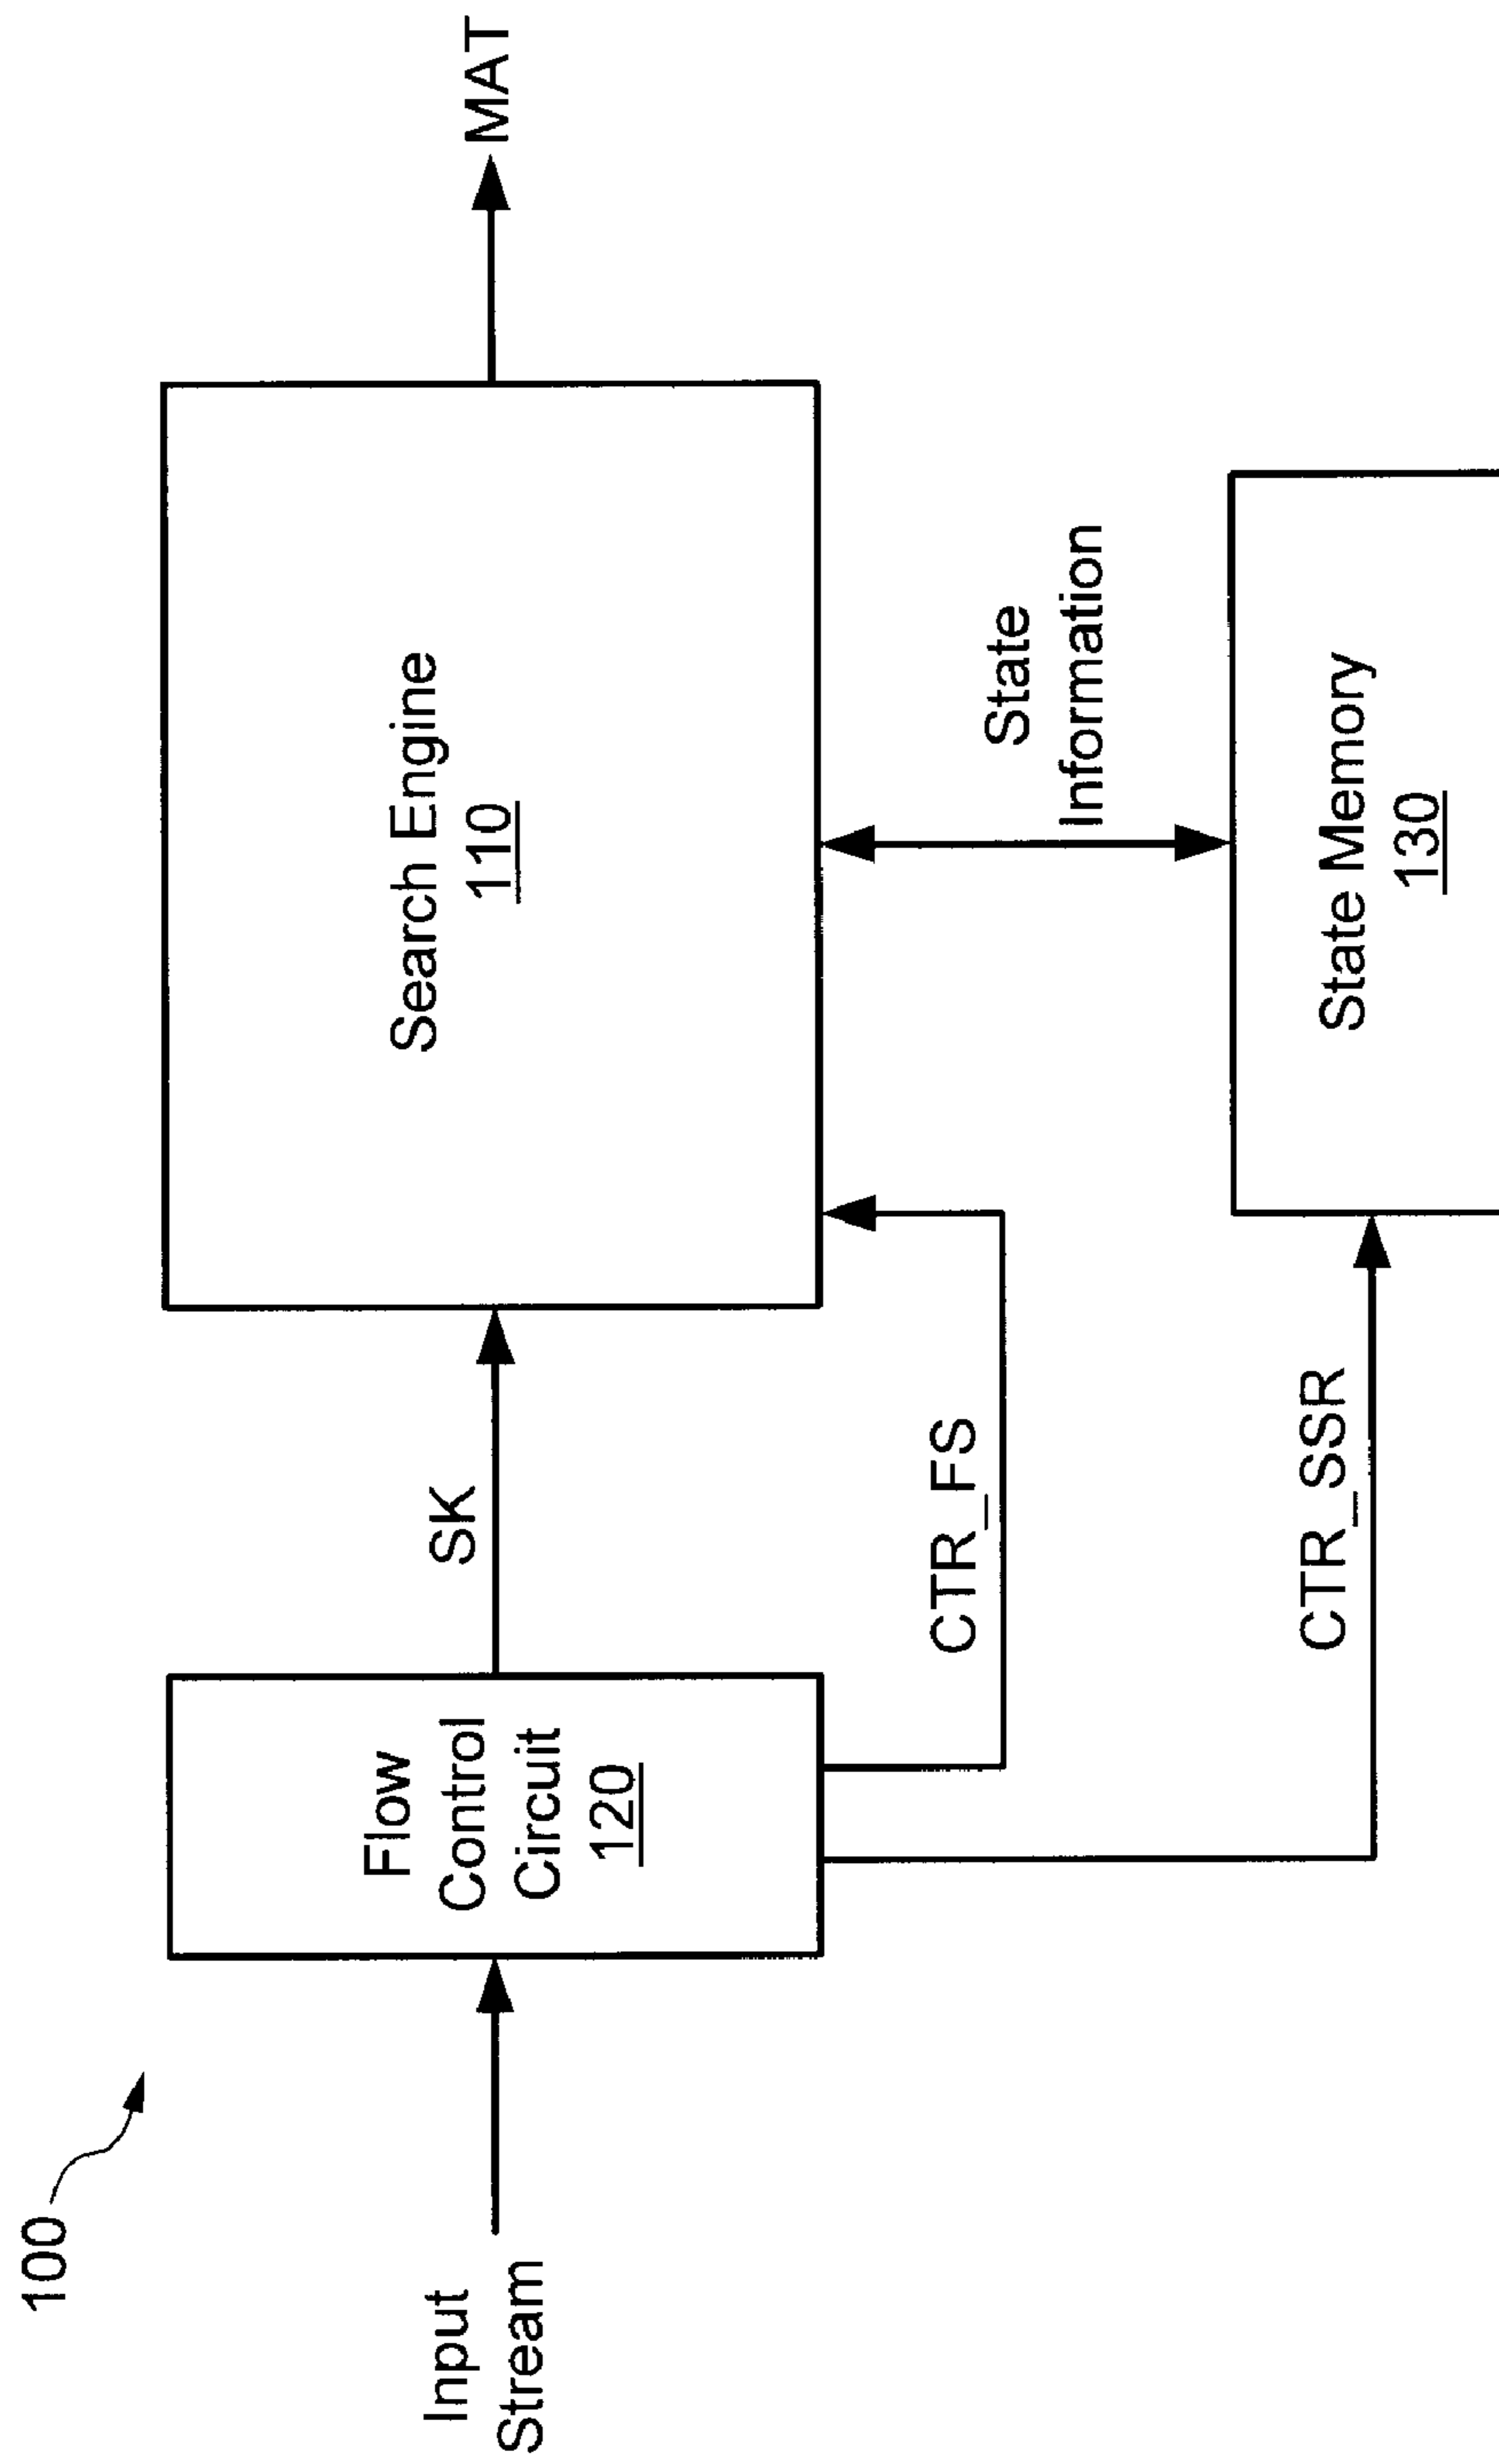 100
Input
Stream
Flow
Control
Circuit
120
SK
CTR_FS
CTR_SSR
Search Engine
110
MAT
State
Information
State Memory
130